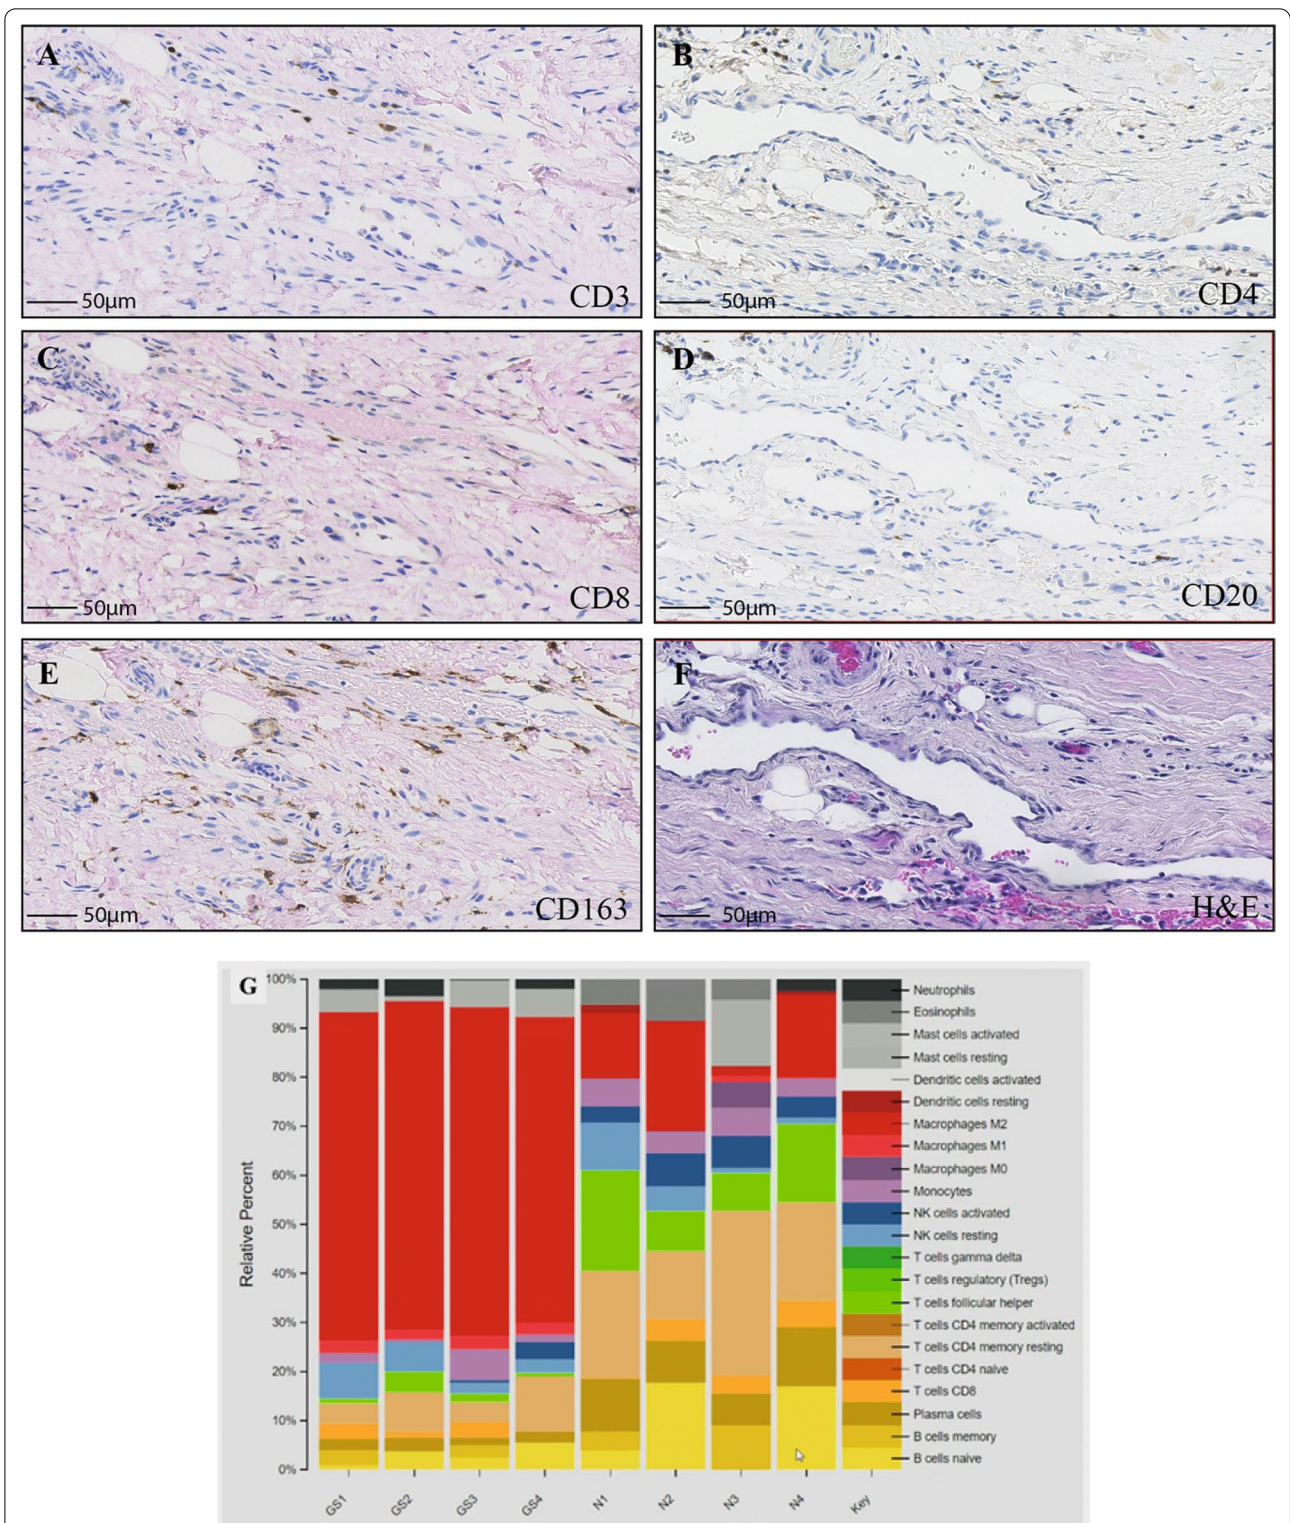 A
50µm
CD3
B
50µm
CD4
C
50µm
CD8
D
50µm
CD20
E
50µm
CD163
F
50µm
H&E
G
Relative Percent
100%
90%
80%
70%
60%
50%
40%
30%
20%
10%
0%
GS1
GS2
GS3
GS4
N1
N2
N3
N4
Key
Neutrophils
Eosinophils
Mast cells activated
Mast cells resting
Dendritic cells activated
Dendritic cells resting
Macrophages M2
Macrophages M1
Macrophages M0
Monocytes
NK cells activated
NK cells resting
T cells gamma delta
T cells regulatory (Tregs)
T cells follicular helper
T cells CD4 memory activated
T cells CD4 memory resting
T cells CD4 naive
T cells CD8
Plasma cells
B cells memory
B cells naive